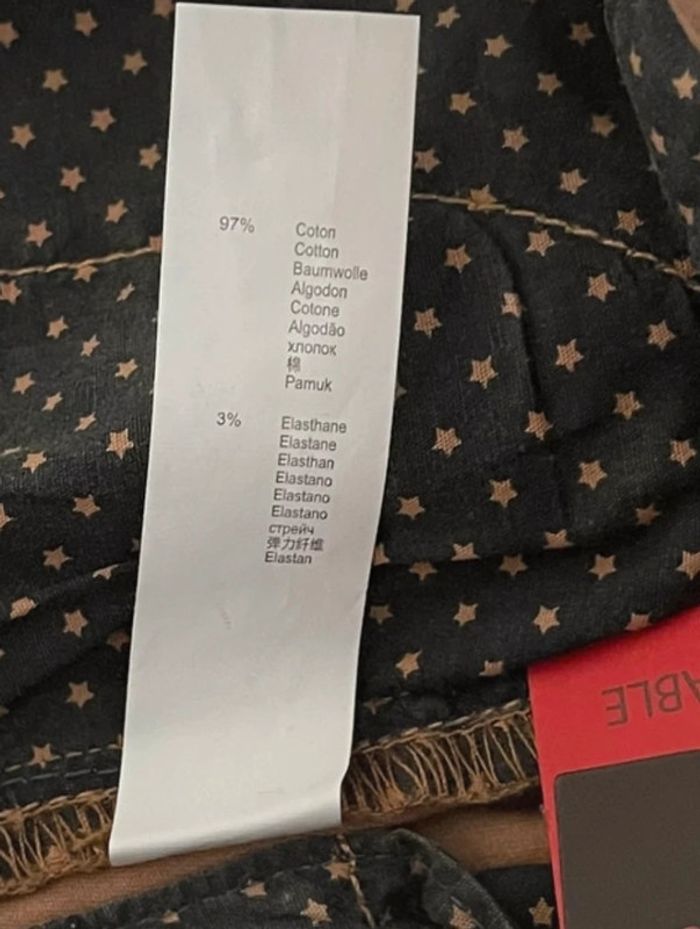 97% Coton
Cotton
Baumwolle
Algodon
Cotone
Algodão
хлопок
棉
Pamuk
3% Elasthane
Elastane
Elasthan
Elastano
Elastano
Elastano
стрейч
弹力纤维
Elastan
ABLE